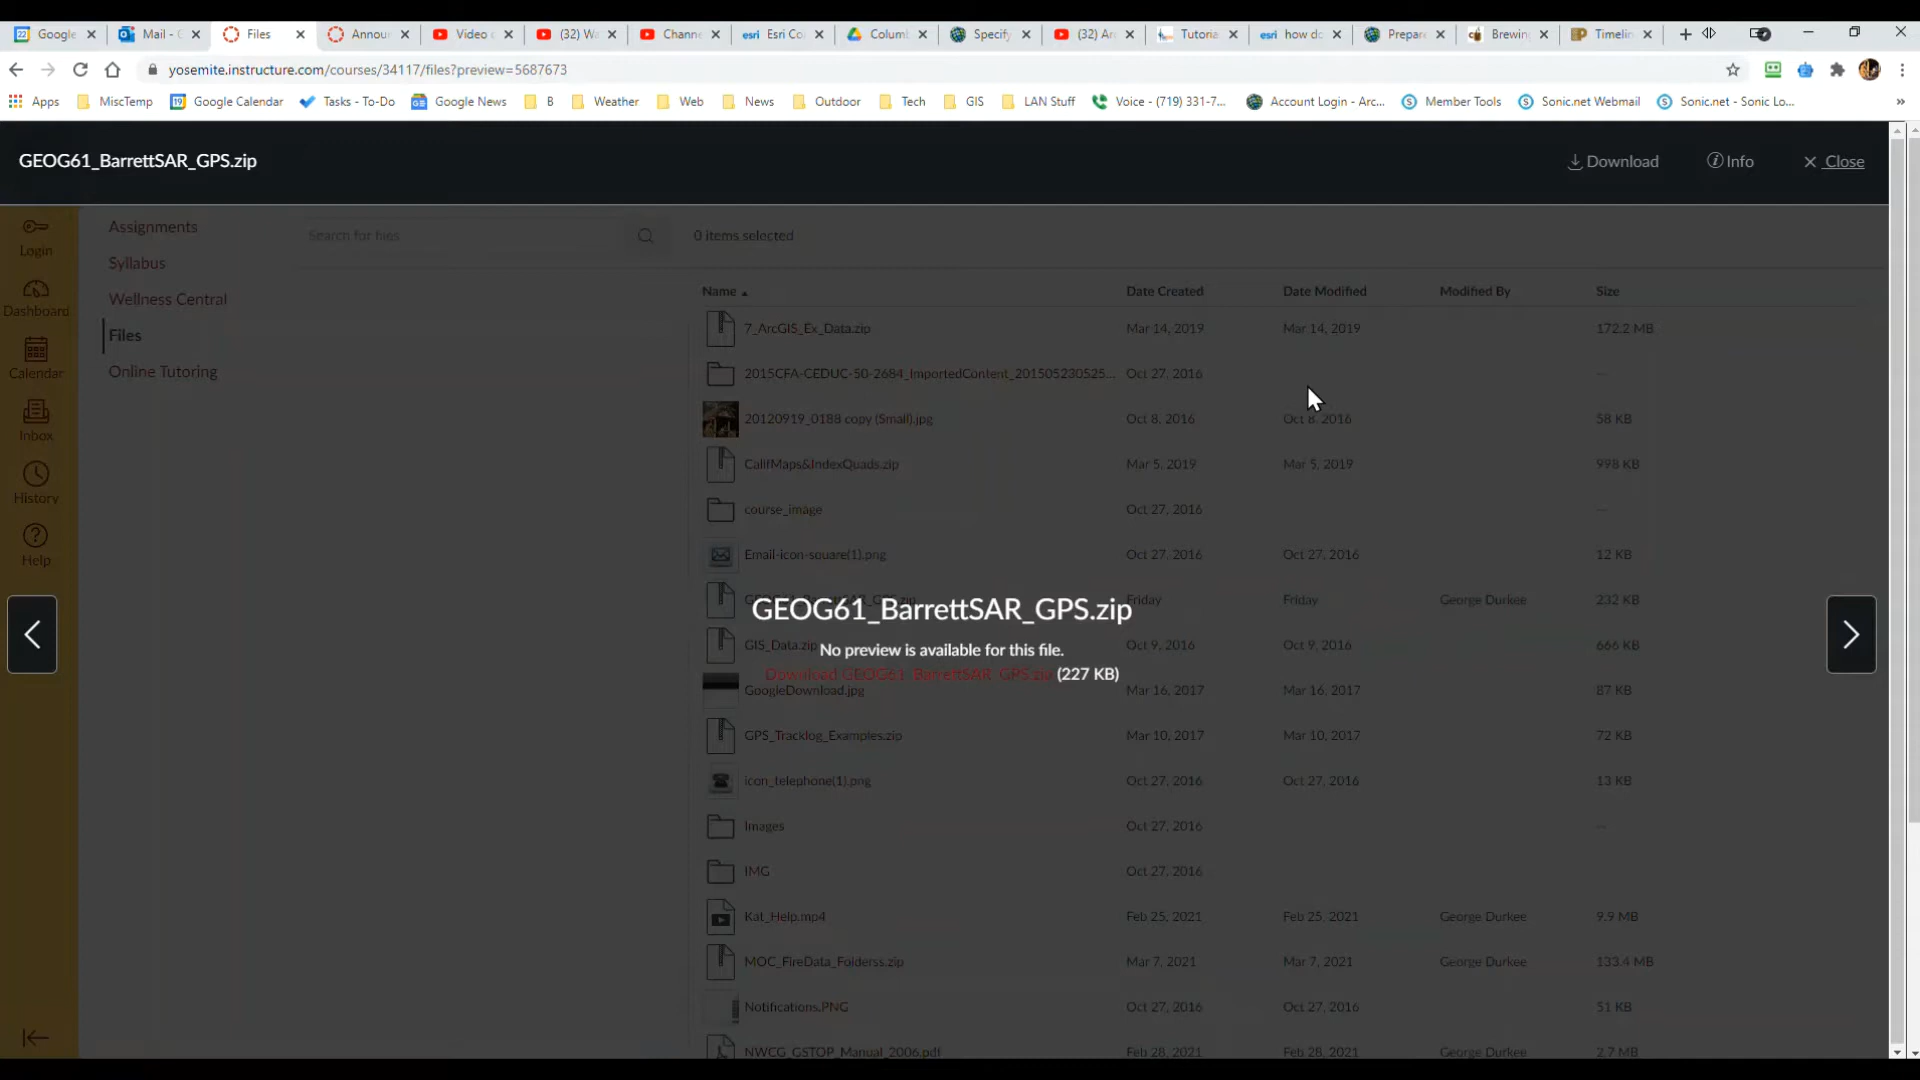 Google
Mail - G
Files
Annou
Video
(32) Wa
Channe
esri Esri Co
Colum
Specify
(32) Ar
Tutoria
esri how do
Prepare
Brewin
Timelin
yosemite.instructure.com/courses/34117/files?preview=5687673
Apps
MiscTemp
Google Calendar
Tasks - To-Do
Google News
B
Weather
Web
News
Outdoor
Tech
GIS
LAN Stuff
Voice - (719) 331-7...
Account Login - Arc...
Member Tools
Sonic.net Webmail
Sonic.net - Sonic Lo...
»
GEOG61_BarrettSAR_GPS.zip
Download
Info
Close
Login
Dashboard
Calendar
Inbox
History
Help
Assignments
Syllabus
Wellness Central
Files
Online Tutoring
Search for files
0 items selected
Name Date Created Date Modified Modified By Size
7_ArcGIS_Ex_Data.zip Mar 14, 2019 Mar 14, 2019 172.2 MB
2015CFA-CEDUC-50-2684_ImportedContent_201505230525... Oct 27, 2016 --
20120919_0188 copy (Small).jpg Oct 8, 2016 Oct 8, 2016 58 KB
CalifMaps&IndexQuads.zip Mar 5, 2019 Mar 5, 2019 998 KB
course_image Oct 27, 2016 --
Email-icon-square(1).png Oct 27, 2016 Oct 27, 2016 12 KB
Friday Friday George Durkee 232 KB
GEOG61_BarrettSAR_GPS.zip
GIS_Data.zip Oct 9, 2016 Oct 9, 2016 666 KB
No preview is available for this file.
Download GEOG61_BarrettSAR_GPS.zip (227 KB)
GoogleDownload.jpg Mar 16, 2017 Mar 16, 2017 87 KB
GPS_Tracklog_Examples.zip Mar 10, 2017 Mar 10, 2017 72 KB
icon_telephone(1).png Oct 27, 2016 Oct 27, 2016 13 KB
Images Oct 27, 2016 --
IMG Oct 27, 2016
Kat_Help.mp4 Feb 25, 2021 Feb 25, 2021 George Durkee 9.9 MB
MOC_FireData_Folderss.zip Mar 7, 2021 Mar 7, 2021 George Durkee 133.4 MB
Notifications.PNG Oct 27, 2016 Oct 27, 2016 51 KB
NWCG_GSTOP_Manual_2006.pdf Feb 28, 2021 Feb 28, 2021 George Durkee 2.7 MB